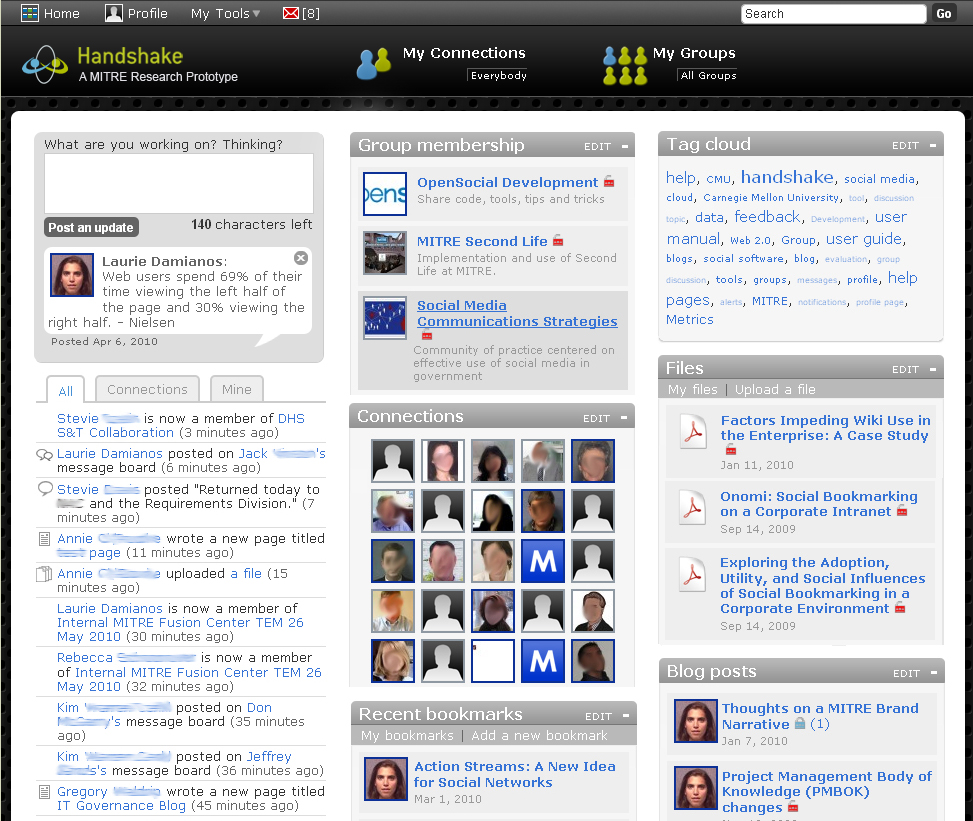 Home
Profile
My Tools
[8]
Search
Go
Handshake
A MITRE Research Prototype
My Connections
Everybody
My Groups
All Groups
What are you working on? Thinking?
Post an update
140 characters left
Laurie Damianos:
Web users spend 69% of their
time viewing the left half of
the page and 30% viewing the
right half. - Nielsen
Posted Apr 6, 2010
All
Connections
Mine
Stevie is now a member of DHS
S&T Collaboration (3 minutes ago)
Laurie Damianos posted on Jack 's
message board (6 minutes ago)
Stevie posted "Returned today to
and the Requirements Division." (7
minutes ago)
Annie wrote a new page titled
page (11 minutes ago)
Annie uploaded a file (15
minutes ago)
Laurie Damianos is now a member of
Internal MITRE Fusion Center TEM 26
May 2010 (30 minutes ago)
Rebecca is now a member
of Internal MITRE Fusion Center TEM 26
May 2010 (32 minutes ago)
Kim posted on Don
's message board (35 minutes
ago)
Kim posted on Jeffrey
's message board (36 minutes ago)
Gregory wrote a new page titled
IT Governance Blog (45 minutes ago)
Group membership
EDIT -
OpenSocial Development
Share code, tools, tips and tricks
pens
MITRE Second Life
Implementation and use of Second
Life at MITRE.
Social Media
Communications Strategies
Community of practice centered on
effective use of social media in
government
Connections
EDIT -
M
M
Recent bookmarks
EDIT -
My bookmarks | Add a new bookmark
Action Streams: A New Idea
for Social Networks
Mar 1, 2010
Tag cloud
EDIT -
help, CMU, handshake, social media,
cloud, Carnegie Mellon University, tool, discussion
topic, data, feedback, Development, user
manual, Web 2.0, Group, user guide,
blogs, social software, blog, evaluation, group
discussion, tools, groups, messages, profile, help
pages, alerts, MITRE, notifications, profile page,
Metrics
Files
EDIT -
My files | Upload a file
Factors Impeding Wiki Use in
the Enterprise: A Case Study
Jan 11, 2010
Onomi: Social Bookmarking
on a Corporate Intranet
Sep 14, 2009
Exploring the Adoption,
Utility, and Social Influences
of Social Bookmarking in a
Corporate Environment
Sep 14, 2009
Blog posts
EDIT -
Thoughts on a MITRE Brand
Narrative (1)
Jan 7, 2010
Project Management Body of
Knowledge (PMBOK)
changes